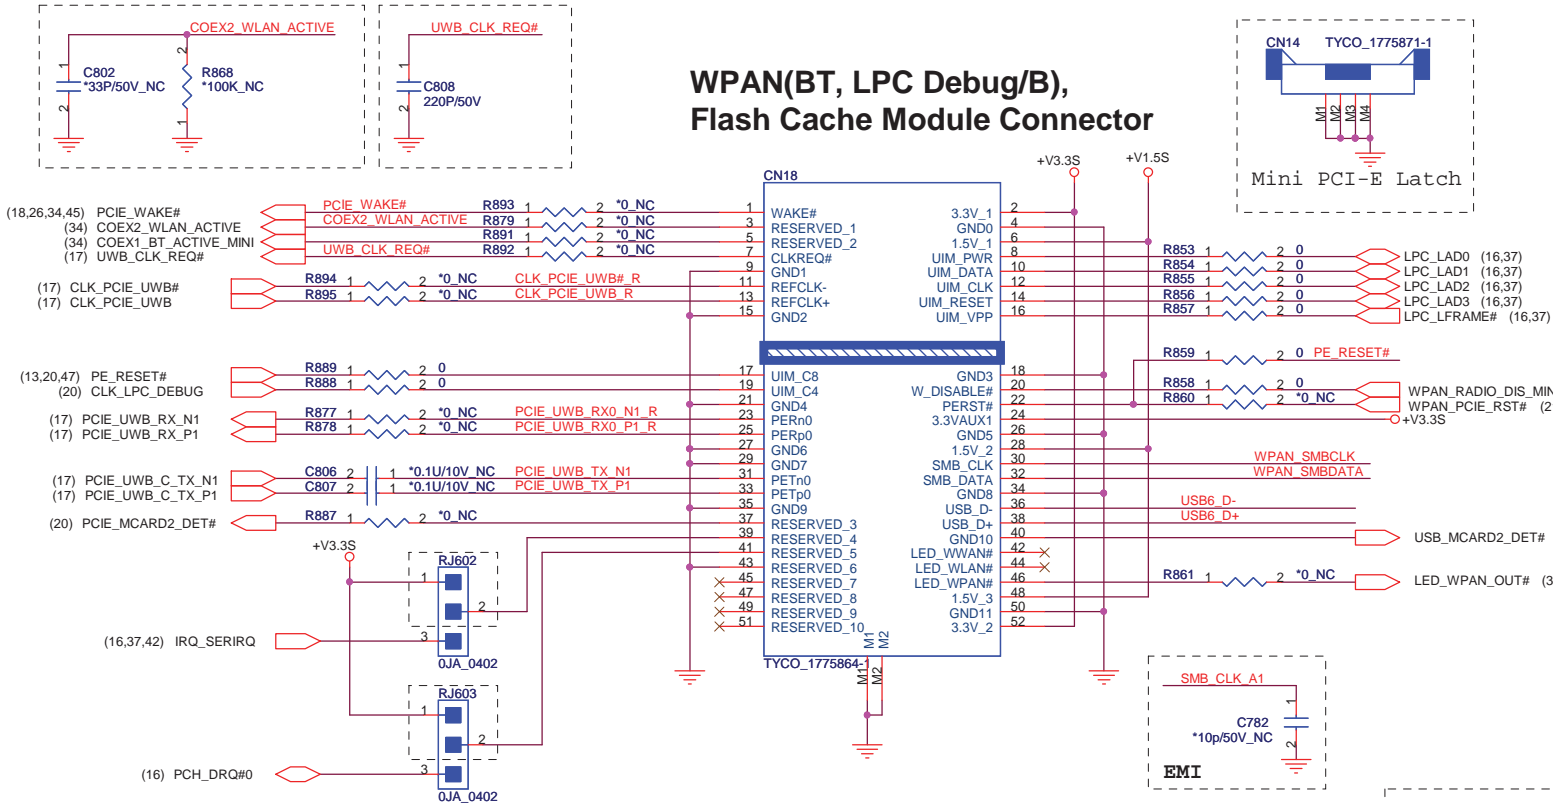 COEX2_WLAN_ACTIVE
2
1
C802
*33P/50V_NC
R868
*100K_NC
2
1
UWB_CLK_REQ#
1
C808
220P/50V
2
WPAN(BT, LPC Debug/B),
Flash Cache Module Connector
CN14 TYCO_1775871-1
M1 M2 M3 M4
Mini PCI-E Latch
+V3.3S
+V1.5S
CN18
(18,26,34,45) PCIE_WAKE# PCIE_WAKE# R893 1 2 *0_NC 1 WAKE# 3.3V_1 2
(34) COEX2_WLAN_ACTIVE COEX2_WLAN_ACTIVE R879 1 2 *0_NC 3 RESERVED_1 GND0 4
(34) COEX1_BT_ACTIVE_MINI R891 1 2 *0_NC 5 RESERVED_2 1.5V_1 6
(17) UWB_CLK_REQ# UWB_CLK_REQ# R892 1 2 *0_NC 7 CLKREQ# UIM_PWR 8 R853 1 2 0 LPC_LAD0 (16,37)
9 GND1 UIM_DATA 10 R854 1 2 0 LPC_LAD1 (16,37)
(17) CLK_PCIE_UWB# R894 1 2 *0_NC CLK_PCIE_UWB#_R 11 REFCLK- UIM_CLK 12 R855 1 2 0 LPC_LAD2 (16,37)
(17) CLK_PCIE_UWB R895 1 2 *0_NC CLK_PCIE_UWB_R 13 REFCLK+ UIM_RESET 14 R856 1 2 0 LPC_LAD3 (16,37)
15 GND2 UIM_VPP 16 R857 1 2 0 LPC_LFRAME# (16,37)
R859 1 2 0 PE_RESET#
(13,20,47) PE_RESET# R889 1 2 0 17 UIM_C8 GND3 18
(20) CLK_LPC_DEBUG R888 1 2 0 19 UIM_C4 W_DISABLE# 20 R858 1 2 0 WPAN_RADIO_DIS_MIN
21 GND4 PERST# 22 R860 1 2 *0_NC WPAN_PCIE_RST# (2
(17) PCIE_UWB_RX_N1 R877 1 2 *0_NC PCIE_UWB_RX0_N1_R 23 PERn0 3.3VAUX1 24 +V3.3S
(17) PCIE_UWB_RX_P1 R878 1 2 *0_NC PCIE_UWB_RX0_P1_R 25 PERp0 GND5 26
27 GND6 1.5V_2 28
29 GND7 SMB_CLK 30 WPAN_SMBCLK
(17) PCIE_UWB_C_TX_N1 C806 2 1 *0.1U/10V_NC PCIE_UWB_TX_N1 31 PETn0 SMB_DATA 32 WPAN_SMBDATA
(17) PCIE_UWB_C_TX_P1 C807 2 1 *0.1U/10V_NC PCIE_UWB_TX_P1 33 PETp0 GND8 34
35 GND9 USB_D- 36 USB6_D-
(20) PCIE_MCARD2_DET# R887 1 2 *0_NC 37 RESERVED_3 USB_D+ 38 USB6_D+
39 RESERVED_4 GND10 40 USB_MCARD2_DET#
41 RESERVED_5 LED_WWAN# 42
43 RESERVED_6 LED_WLAN# 44
45 RESERVED_7 LED_WPAN# 46 R861 1 2 *0_NC LED_WPAN_OUT# (3
47 RESERVED_8 1.5V_3 48
49 RESERVED_9 GND11 50
51 RESERVED_10 3.3V_2 52
M1 M2
TYCO_1775864-1
M1 M2
+V3.3S
RJ602
1
2
(16,37,42) IRQ_SERIRQ 3
0JA_0402
RJ603
1
2
(16) PCH_DRQ#0 3
0JA_0402
SMB_CLK_A1
1
C782
*10p/50V_NC
2
EMI